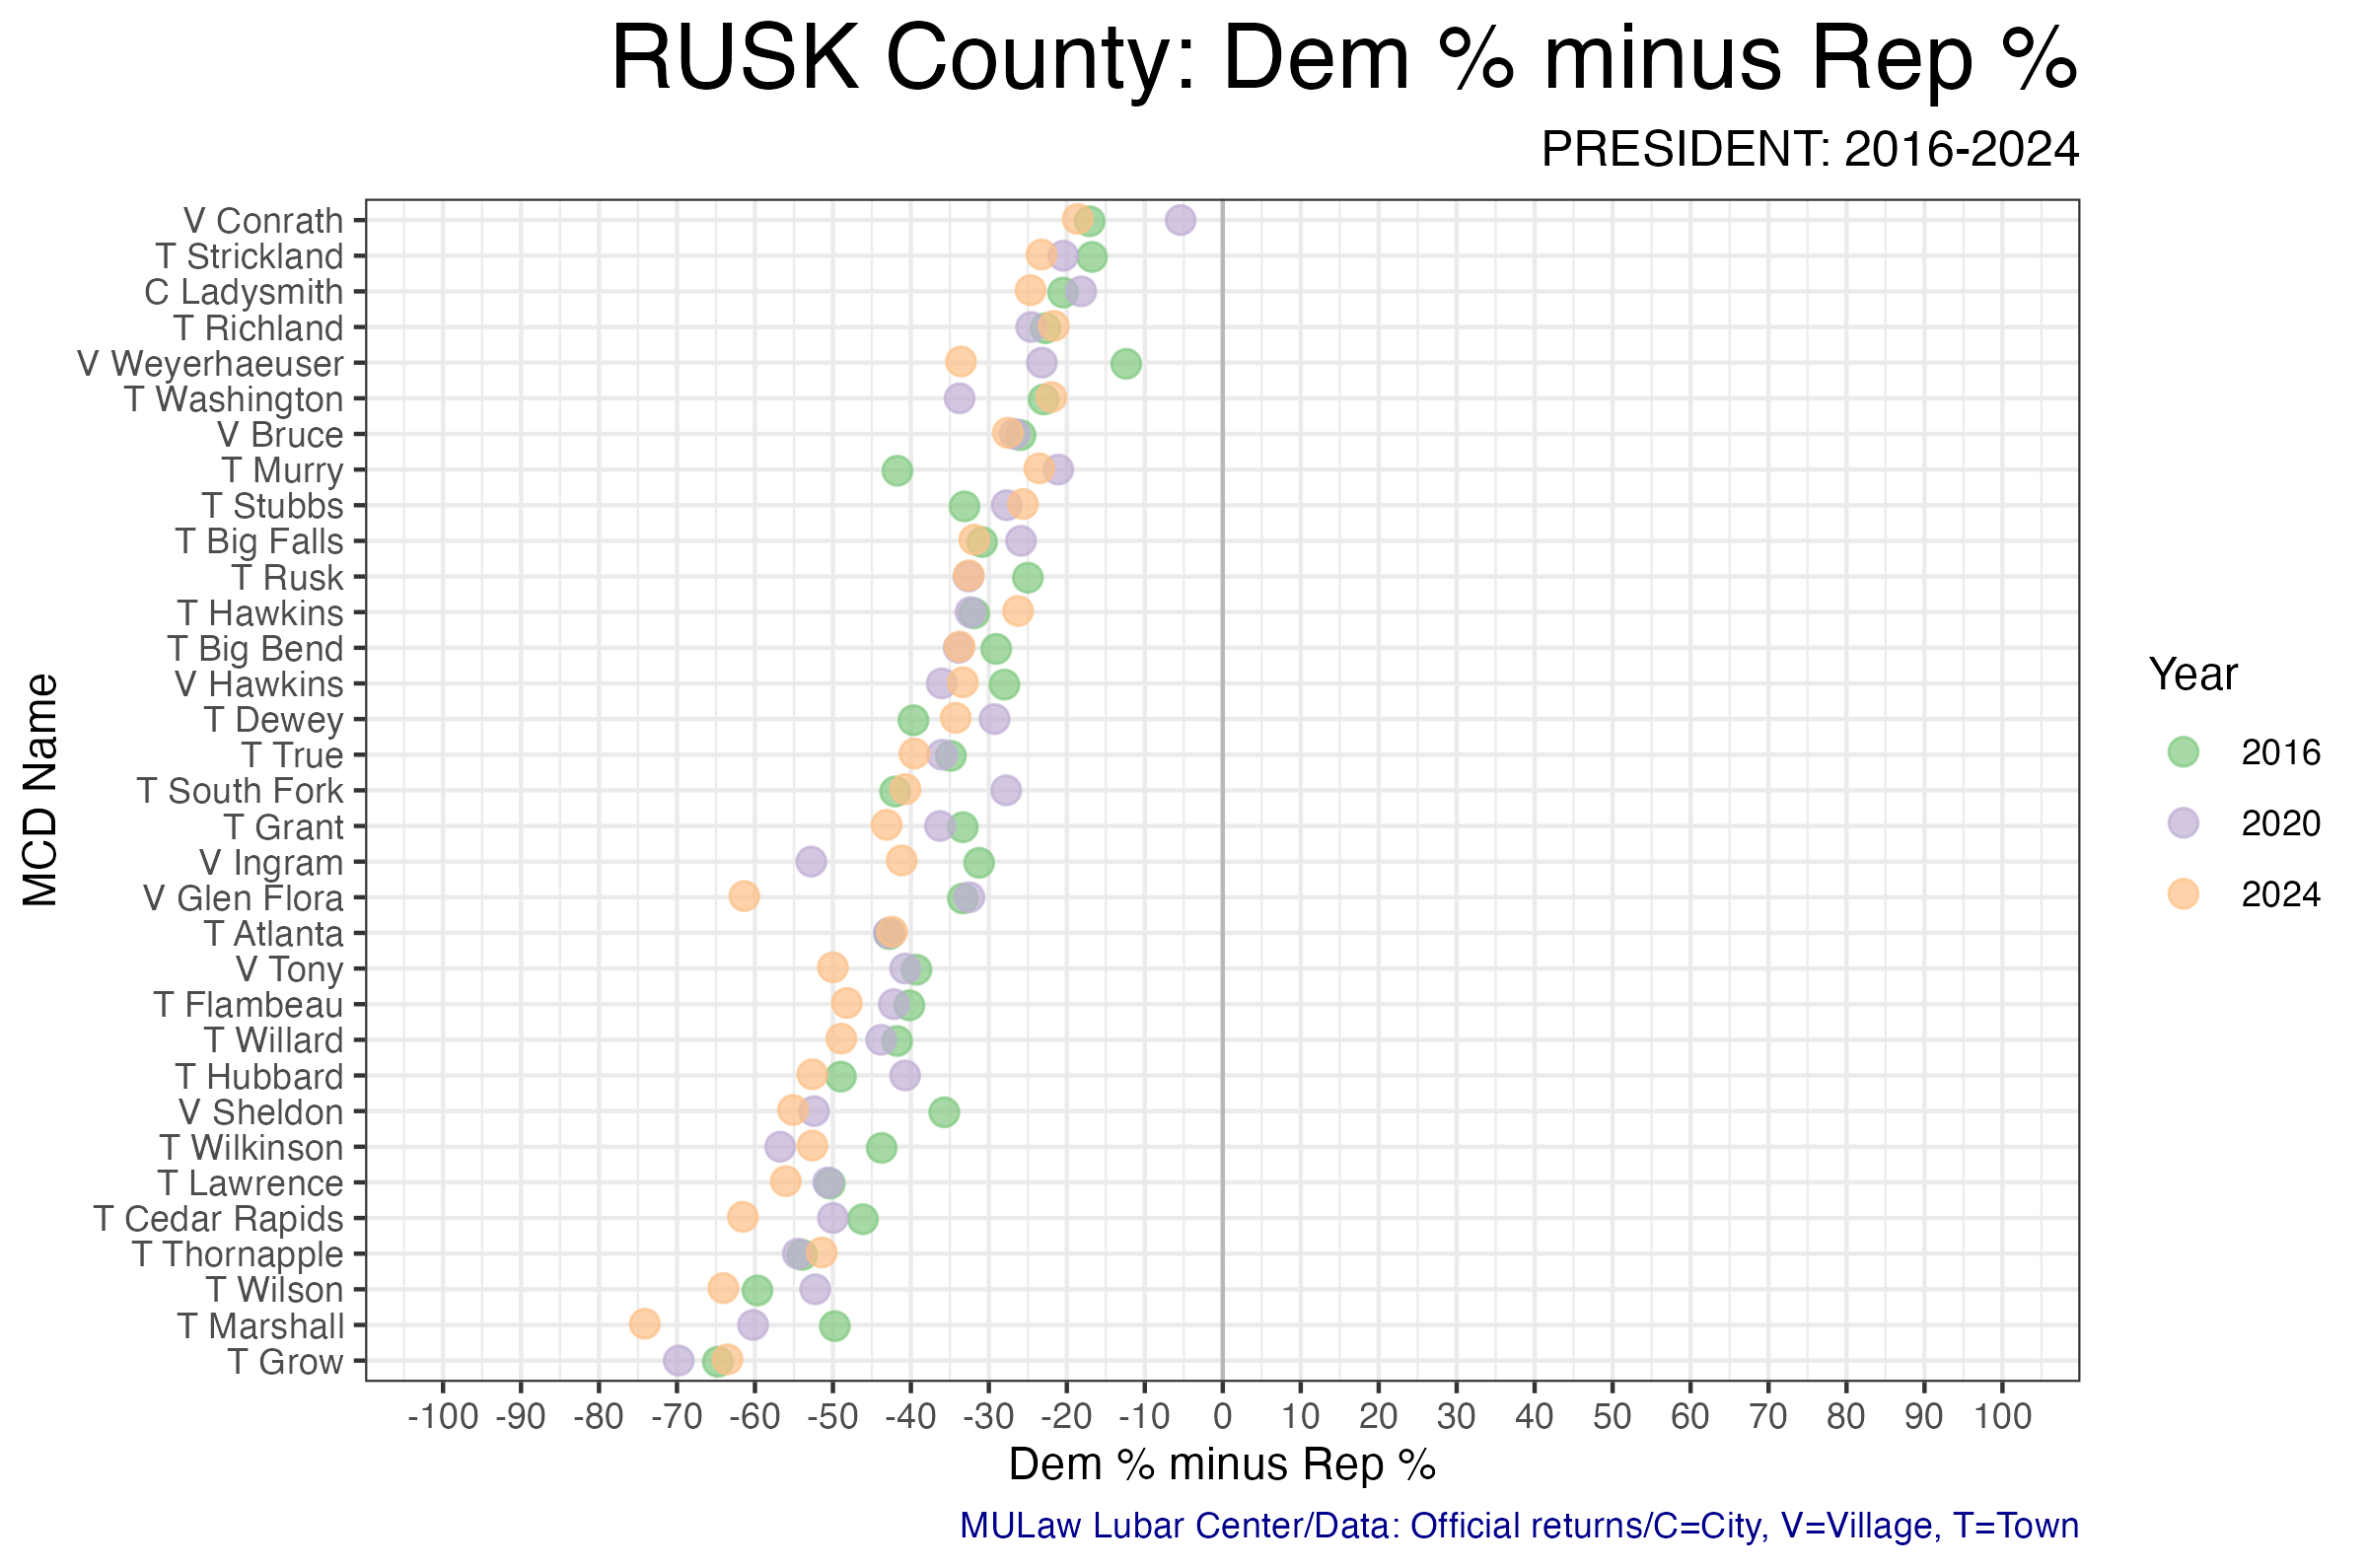 RUSK County: Dem % minus Rep %
PRESIDENT: 2016-2024
MCD Name
V Conrath
T Strickland
C Ladysmith
T Richland
V Weyerhaeuser
T Washington
V Bruce
T Murry
T Stubbs
T Big Falls
T Rusk
T Hawkins
T Big Bend
V Hawkins
T Dewey
T True
T South Fork
T Grant
V Ingram
V Glen Flora
T Atlanta
V Tony
T Flambeau
T Willard
T Hubbard
V Sheldon
T Wilkinson
T Lawrence
T Cedar Rapids
T Thornapple
T Wilson
T Marshall
T Grow
-100 -90 -80 -70 -60 -50 -40 -30 -20 -10 0 10 20 30 40 50 60 70 80 90 100
Dem % minus Rep %
Year
2016
2020
2024
MULaw Lubar Center/Data: Official returns/C=City, V=Village, T=Town